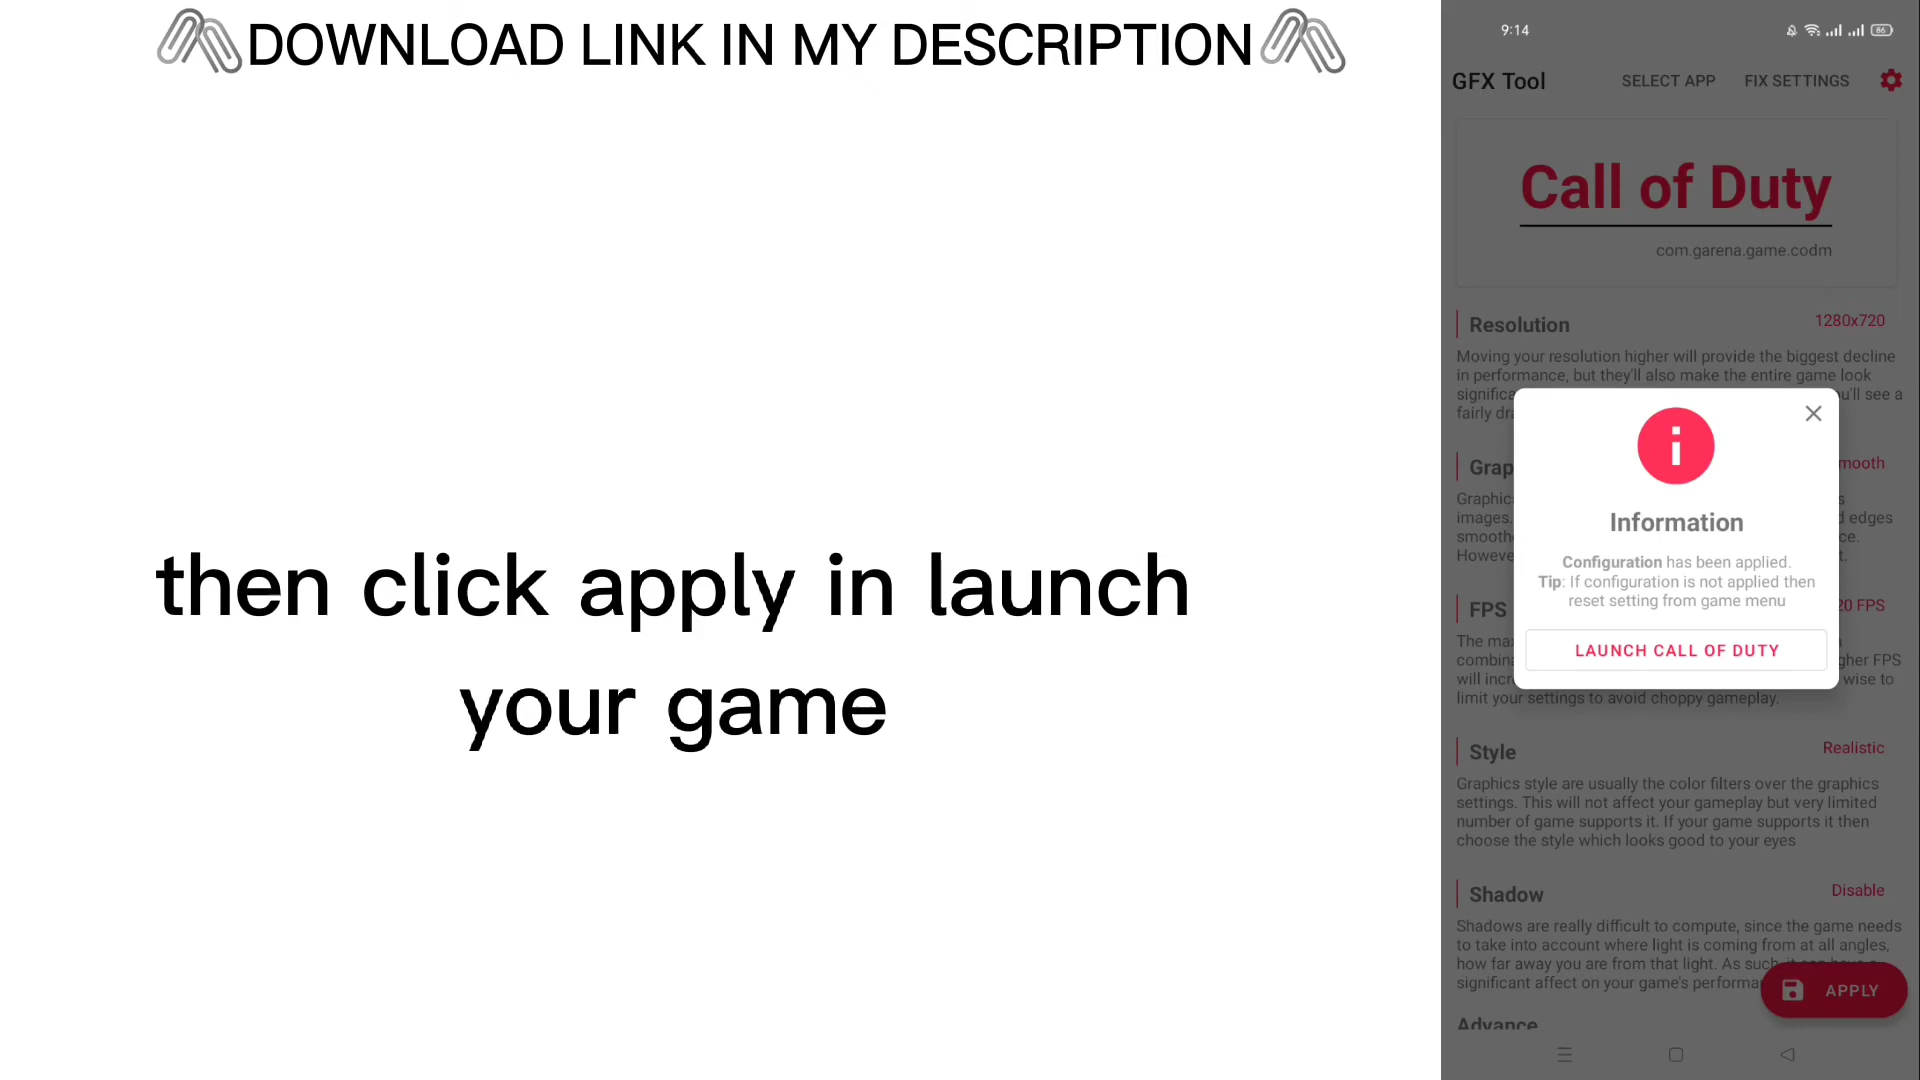 DOWNLOAD LINK IN MY DESCRIPTION
then click apply in launch
your game
9:14
86
GFX Tool SELECT APP FIX SETTINGS
Call of Duty
com.garena.game.codm
Resolution 1280x720
Moving your resolution higher will provide the biggest decline
in performance, but they'll also make the entire game look
see a
Information
Configuration has been applied.
Tip: If configuration is not applied then
reset setting from game menu
LAUNCH CALL OF DUTY
images. edges
FPS FPS
FPS
wise to
limit your settings to avoid choppy gameplay.
Style Realistic
Graphics style are usually the color filters over the graphics
settings. This will not affect your gameplay but very limited
number of game supports it. If your game supports it then
choose the style which looks good to your eyes
Shadow Disable
Shadows are really difficult to compute, since the game needs
to take into account where light is coming from at all angles,
how far away you are from that light. As such,
significant affect on your game's
APPLY
Advance